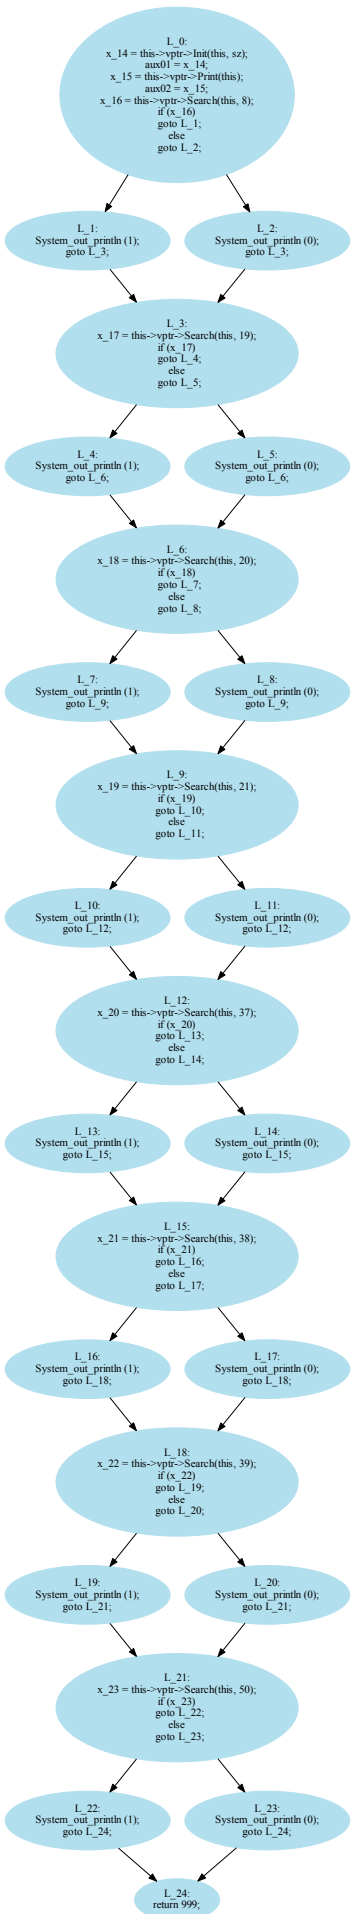 L_0:
x_14 = this->vptr->Init(this, sz);
aux01 = x_14;
x_15 = this->vptr->Print(this);
aux02 = x_15;
x_16 = this->vptr->Search(this, 8);
if (x_16)
goto L_1;
else
goto L_2;
L_1:
System_out_println (1);
goto L_3;
L_2:
System_out_println (0);
goto L_3;
L_3:
x_17 = this->vptr->Search(this, 19);
if (x_17)
goto L_4;
else
goto L_5;
L_4:
System_out_println (1);
goto L_6;
L_5:
System_out_println (0);
goto L_6;
L_6:
x_18 = this->vptr->Search(this, 20);
if (x_18)
goto L_7;
else
goto L_8;
L_7:
System_out_println (1);
goto L_9;
L_8:
System_out_println (0);
goto L_9;
L_9:
x_19 = this->vptr->Search(this, 21);
if (x_19)
goto L_10;
else
goto L_11;
L_10:
System_out_println (1);
goto L_12;
L_11:
System_out_println (0);
goto L_12;
L_12:
x_20 = this->vptr->Search(this, 37);
if (x_20)
goto L_13;
else
goto L_14;
L_13:
System_out_println (1);
goto L_15;
L_14:
System_out_println (0);
goto L_15;
L_15:
x_21 = this->vptr->Search(this, 38);
if (x_21)
goto L_16;
else
goto L_17;
L_16:
System_out_println (1);
goto L_18;
L_17:
System_out_println (0);
goto L_18;
L_18:
x_22 = this->vptr->Search(this, 39);
if (x_22)
goto L_19;
else
goto L_20;
L_19:
System_out_println (1);
goto L_21;
L_20:
System_out_println (0);
goto L_21;
L_21:
x_23 = this->vptr->Search(this, 50);
if (x_23)
goto L_22;
else
goto L_23;
L_22:
System_out_println (1);
goto L_24;
L_23:
System_out_println (0);
goto L_24;
L_24:
return 999;